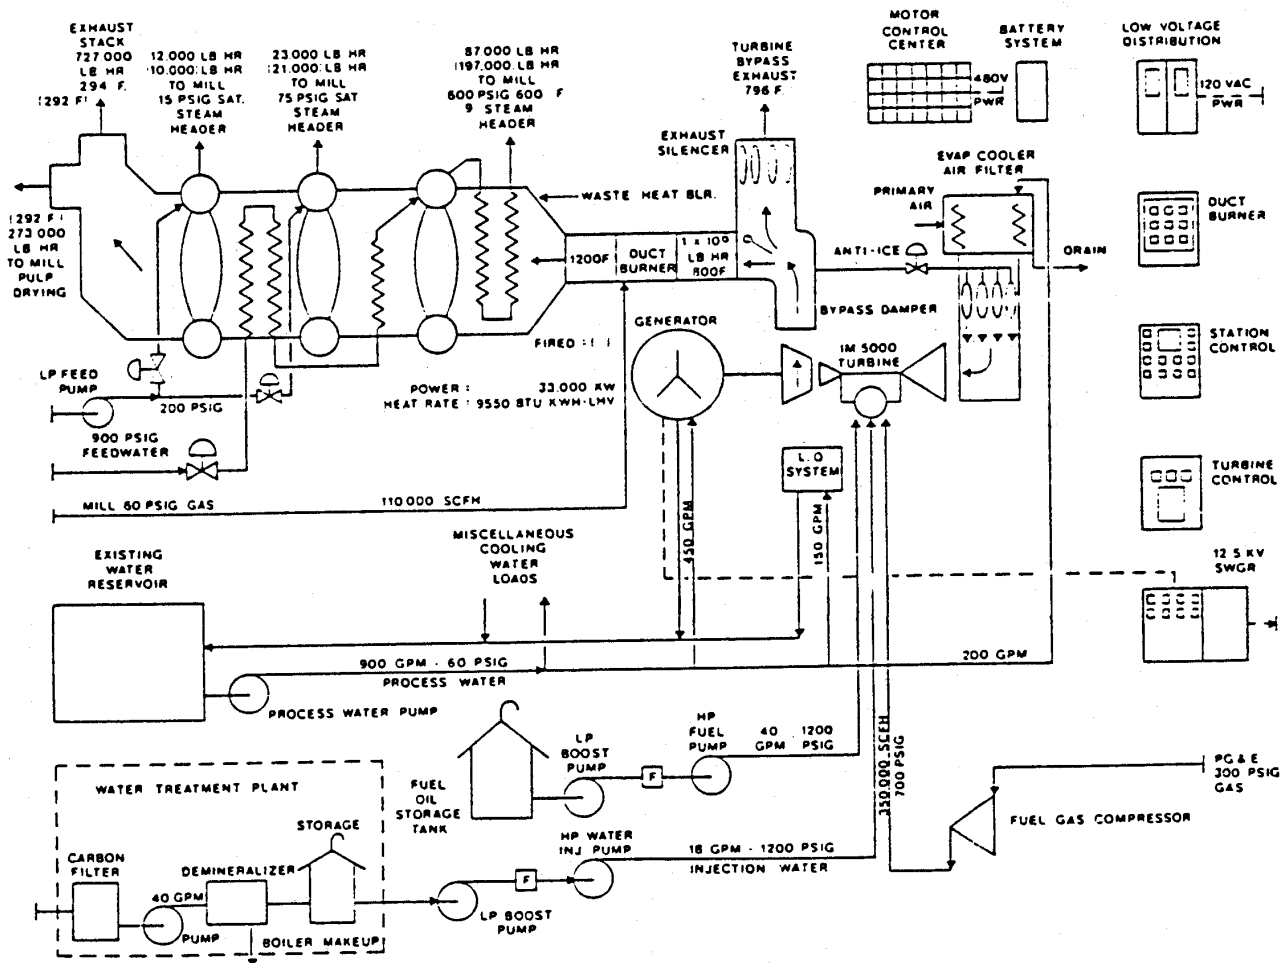 EXHAUST
STACK
727.000
LB HR
294 F.
(292 F)
12.000 LB HR
(10.000) LB HR
TO MILL
15 PSIG SAT.
STEAM
HEADER
23.000 LB HR
(21.000) LB HR
TO MILL
75 PSIG SAT
STEAM
HEADER
87 000 LB HR
(197.000) LB HR
TO MILL
600 PSIG 600 F
9 STEAM
HEADER
TURBINE
BYPASS
EXHAUST
796 F.
MOTOR
CONTROL
CENTER
480V
PWR
BATTERY
SYSTEM
LOW VOLTAGE
DISTRIBUTION
120 VAC
PWR
EXHAUST
SILENCER
EVAP COOLER
AIR FILTER
PRIMARY
AIR
DUCT
BURNER
WASTE HEAT BLR.
(292 F)
273 000
LB HR
TO MILL
PULP
DRYING
1200F
DUCT
BURNER
1 x 10⁶
LB HR
800F
ANTI-ICE
DRAIN
BYPASS DAMPER
GENERATOR
IM 5000
TURBINE
STATION
CONTROL
FIRED ( )
LP FEED
PUMP
200 PSIG
POWER : 33.000 KW
HEAT RATE : 9550 BTU KWH-LHV
900 PSIG
FEEDWATER
L.O
SYSTEM
TURBINE
CONTROL
MILL 60 PSIG GAS
110 000 SCFH
450 GPM
150 GPM
MISCELLANEOUS
COOLING
WATER
LOADS
EXISTING
WATER
RESERVOIR
12 5 KV
SWGR
900 GPM - 60 PSIG
PROCESS WATER
200 GPM
PROCESS WATER PUMP
LP
BOOST
PUMP
HP
FUEL
PUMP
40 1200
GPM PSIG
F
FUEL
OIL
STORAGE
TANK
350.000 SCFH
700 PSIG
PG & E
300 PSIG
GAS
FUEL GAS COMPRESSOR
WATER TREATMENT PLANT
STORAGE
CARBON
FILTER
DEMINERALIZER
40 GPM
PUMP
BOILER MAKEUP
HP WATER
INJ PUMP
F
LP BOOST
PUMP
18 GPM - 1200 PSIG
INJECTION WATER